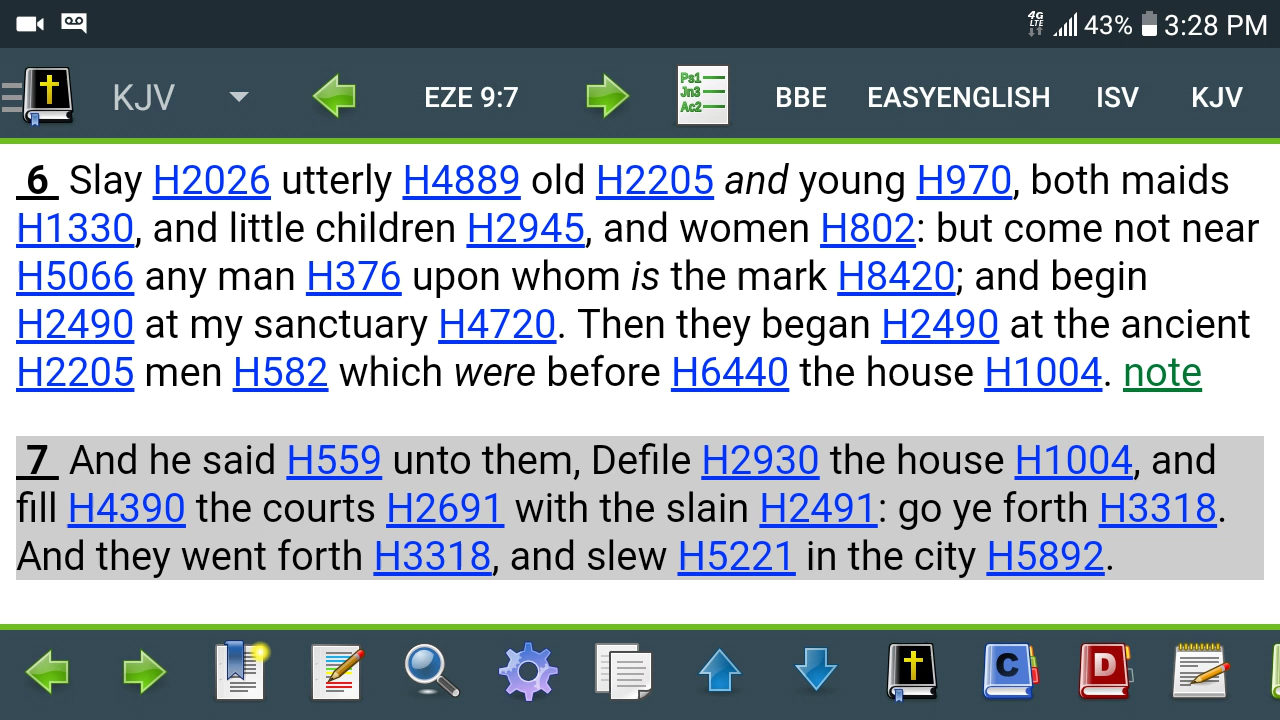 4G LTE 43% 3:28 PM
KJV EZE 9:7 Ps1 Jn3 Ac2 BBE EASYENGLISH ISV KJV
6 Slay H2026 utterly H4889 old H2205 and young H970, both maids
H1330, and little children H2945, and women H802: but come not near
H5066 any man H376 upon whom is the mark H8420; and begin
H2490 at my sanctuary H4720. Then they began H2490 at the ancient
H2205 men H582 which were before H6440 the house H1004. note
7 And he said H559 unto them, Defile H2930 the house H1004, and
fill H4390 the courts H2691 with the slain H2491: go ye forth H3318.
And they went forth H3318, and slew H5221 in the city H5892.
C D